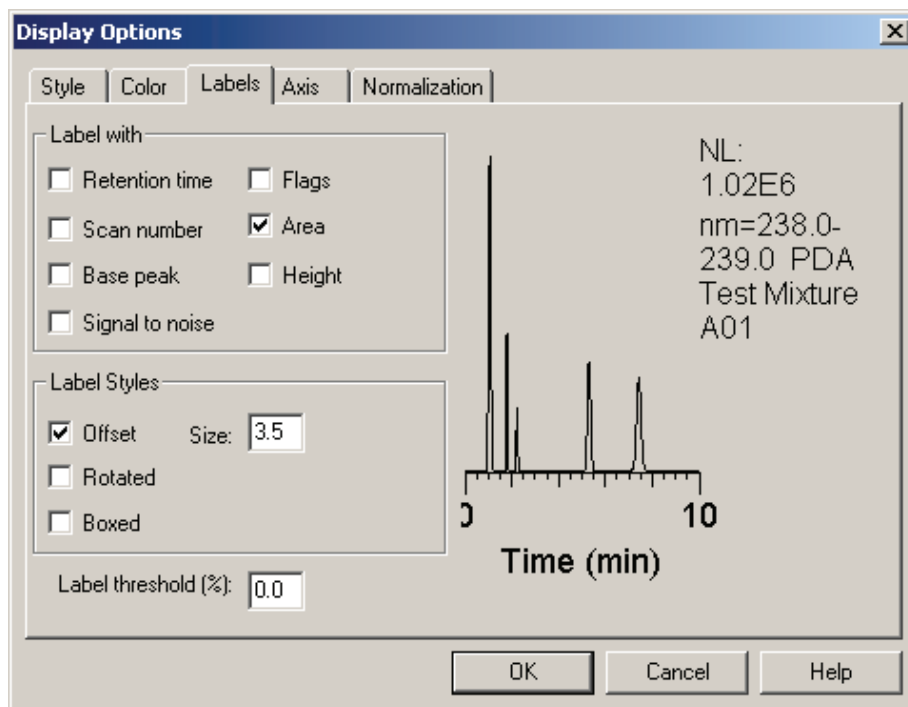 Display Options
Style
Color
Labels
Axis
Normalization
Label with
Retention time
Flags
Scan number
Area
Base peak
Height
Signal to noise
Label Styles
Offset
Size: 3.5
Rotated
Boxed
Label threshold (%): 0.0
NL:
1.02E6
nm=238.0-
239.0 PDA
Test Mixture
A01
0 10
Time (min)
OK
Cancel
Help